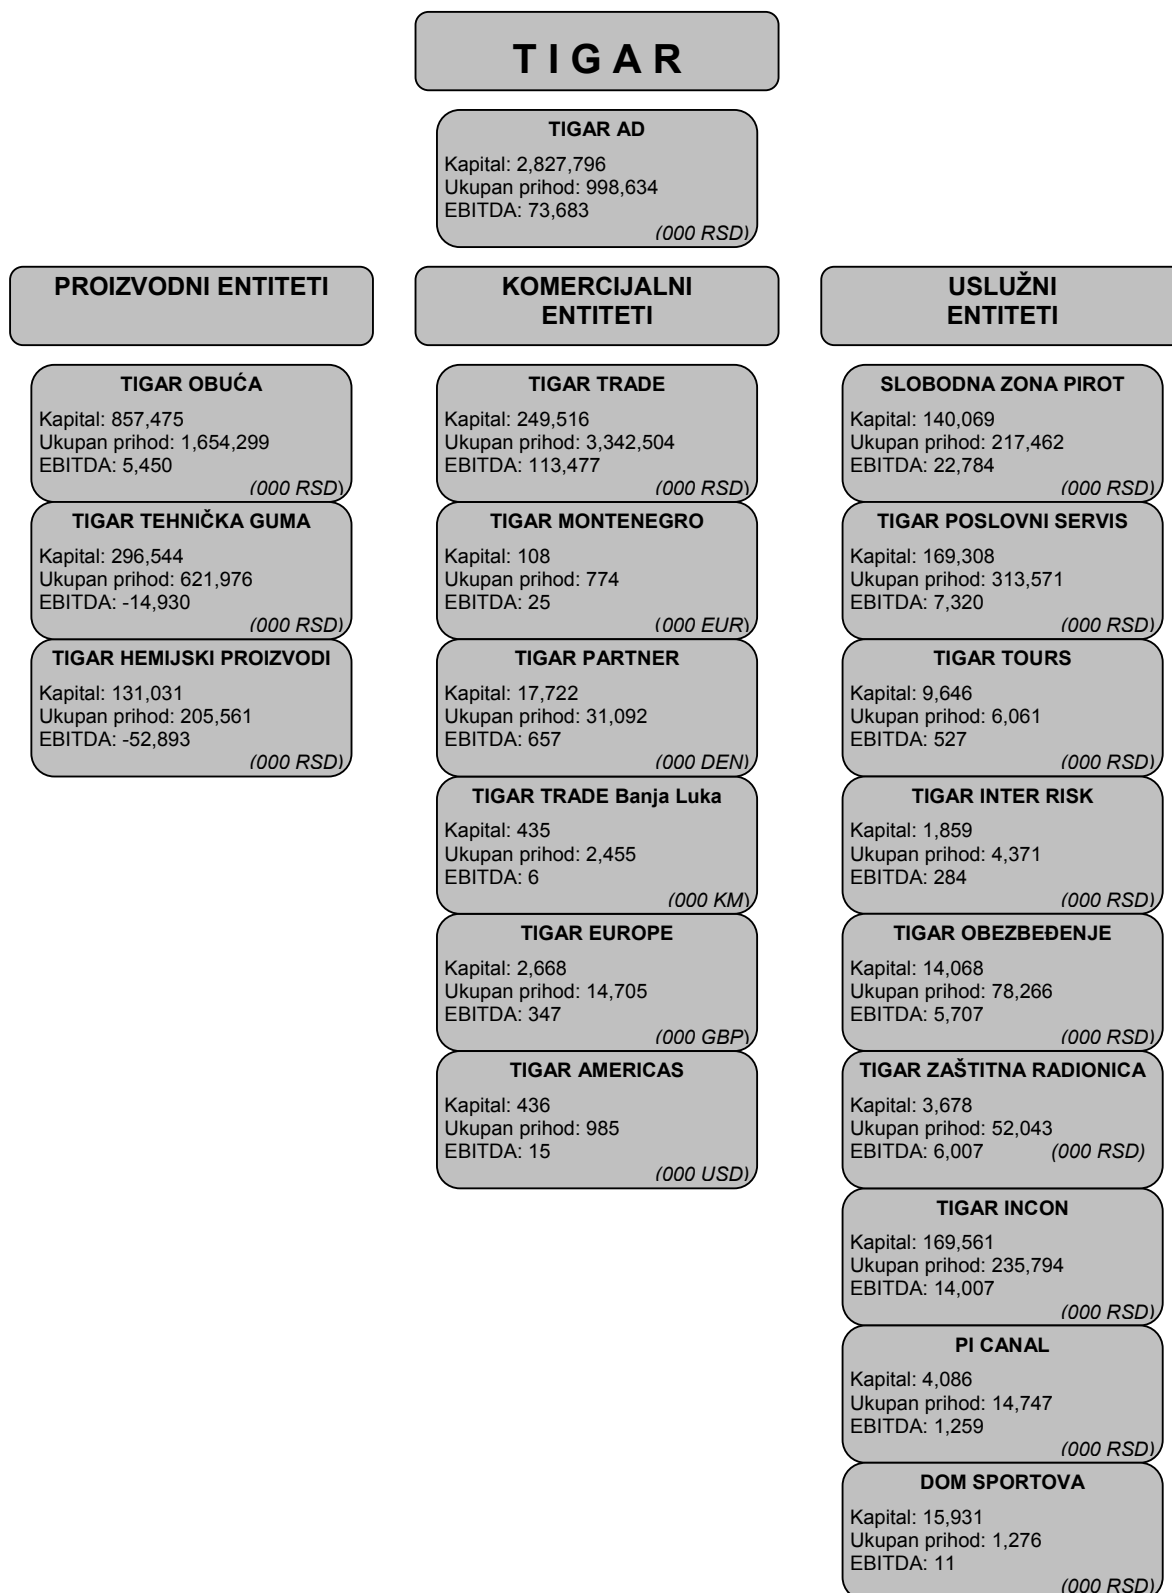 T I G A R
TIGAR AD
Kapital: 2,827,796
Ukupan prihod: 998,634
EBITDA: 73,683
(000 RSD)
PROIZVODNI ENTITETI
TIGAR OBUĆA
Kapital: 857,475
Ukupan prihod: 1,654,299
EBITDA: 5,450
(000 RSD)
TIGAR TEHNIČKA GUMA
Kapital: 296,544
Ukupan prihod: 621,976
EBITDA: -14,930
(000 RSD)
TIGAR HEMIJSKI PROIZVODI
Kapital: 131,031
Ukupan prihod: 205,561
EBITDA: -52,893
(000 RSD)
KOMERCIJALNI
ENTITETI
TIGAR TRADE
Kapital: 249,516
Ukupan prihod: 3,342,504
EBITDA: 113,477
(000 RSD)
TIGAR MONTENEGRO
Kapital: 108
Ukupan prihod: 774
EBITDA: 25
(000 EUR)
TIGAR PARTNER
Kapital: 17,722
Ukupan prihod: 31,092
EBITDA: 657
(000 DEN)
TIGAR TRADE Banja Luka
Kapital: 435
Ukupan prihod: 2,455
EBITDA: 6
(000 KM)
TIGAR EUROPE
Kapital: 2,668
Ukupan prihod: 14,705
EBITDA: 347
(000 GBP)
TIGAR AMERICAS
Kapital: 436
Ukupan prihod: 985
EBITDA: 15
(000 USD)
USLUŽNI
ENTITETI
SLOBODNA ZONA PIROT
Kapital: 140,069
Ukupan prihod: 217,462
EBITDA: 22,784
(000 RSD)
TIGAR POSLOVNI SERVIS
Kapital: 169,308
Ukupan prihod: 313,571
EBITDA: 7,320
(000 RSD)
TIGAR TOURS
Kapital: 9,646
Ukupan prihod: 6,061
EBITDA: 527
(000 RSD)
TIGAR INTER RISK
Kapital: 1,859
Ukupan prihod: 4,371
EBITDA: 284
(000 RSD)
TIGAR OBEZBEĐENJE
Kapital: 14,068
Ukupan prihod: 78,266
EBITDA: 5,707
(000 RSD)
TIGAR ZAŠTITNA RADIONICA
Kapital: 3,678
Ukupan prihod: 52,043
EBITDA: 6,007 (000 RSD)
TIGAR INCON
Kapital: 169,561
Ukupan prihod: 235,794
EBITDA: 14,007
(000 RSD)
PI CANAL
Kapital: 4,086
Ukupan prihod: 14,747
EBITDA: 1,259
(000 RSD)
DOM SPORTOVA
Kapital: 15,931
Ukupan prihod: 1,276
EBITDA: 11
(000 RSD)